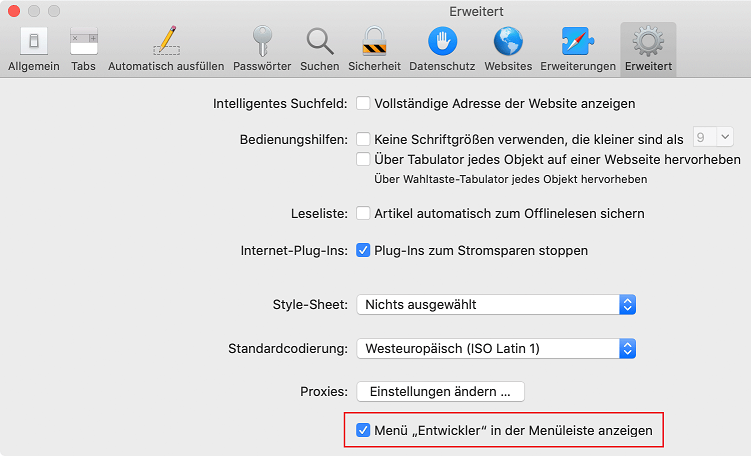 Erweitert
Allgemein Tabs Automatisch ausfüllen Passwörter Suchen Sicherheit Datenschutz Websites Erweiterungen Erweitert
Intelligentes Suchfeld: Vollständige Adresse der Website anzeigen
Bedienungshilfen: Keine Schriftgrößen verwenden, die kleiner sind als 9
Über Tabulator jedes Objekt auf einer Webseite hervorheben
Über Wahltaste-Tabulator jedes Objekt hervorheben
Leseliste: Artikel automatisch zum Offlinelesen sichern
Internet-Plug-Ins: Plug-Ins zum Stromsparen stoppen
Style-Sheet: Nichts ausgewählt
Standardcodierung: Westeuropäisch (ISO Latin 1)
Proxies: Einstellungen ändern ...
Menü „Entwickler“ in der Menüleiste anzeigen